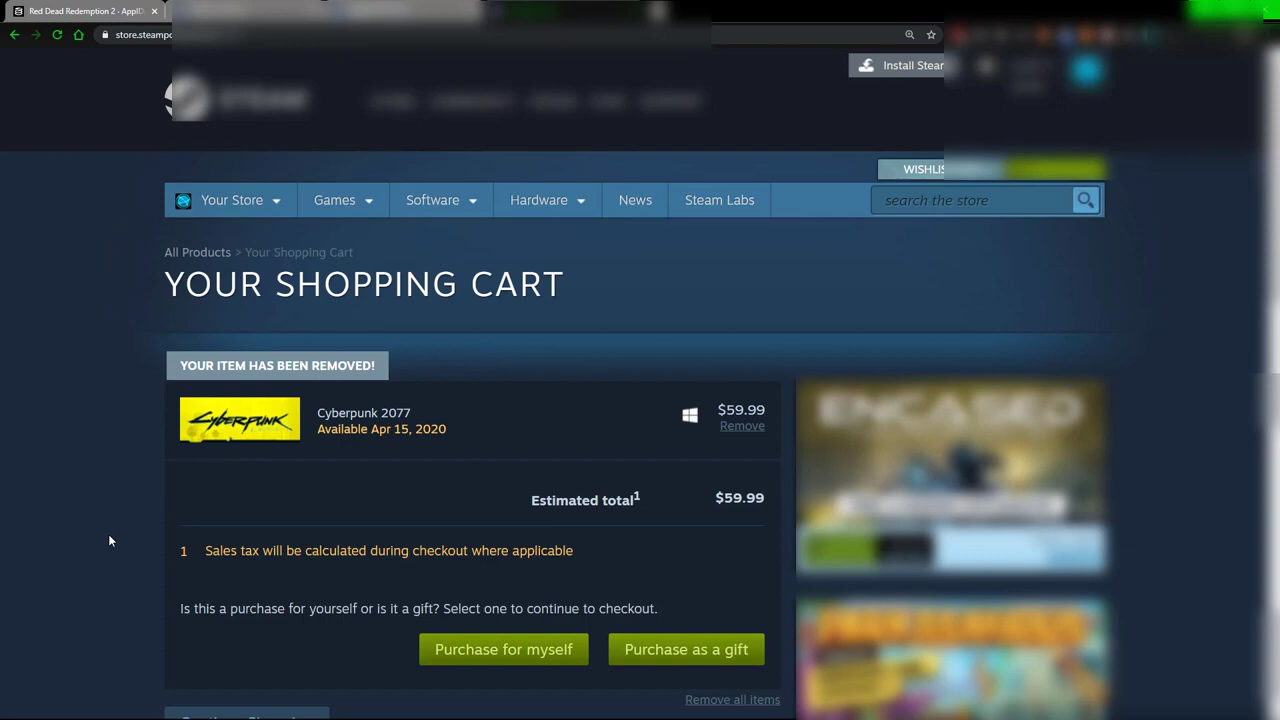 Red Dead Redemption 2 - AppID
store.steampo
Install Steam
STEAM
WISHLIS
Your Store
Games
Software
Hardware
News
Steam Labs
search the store
All Products > Your Shopping Cart
YOUR SHOPPING CART
YOUR ITEM HAS BEEN REMOVED!
Cyberpunk
Cyberpunk 2077
$59.99
Available Apr 15, 2020
Remove
Estimated total1
$59.99
1 Sales tax will be calculated during checkout where applicable
ENCASED
Is this a purchase for yourself or is it a gift? Select one to continue to checkout.
Purchase for myself
Purchase as a gift
Remove all items